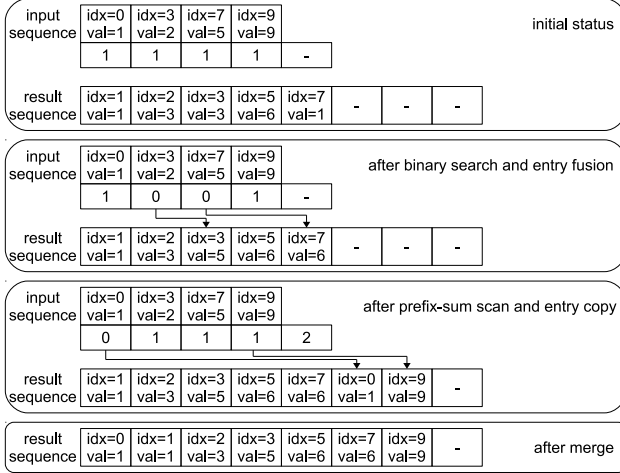 input sequence idx=0 idx=3 idx=7 idx=9 initial status
val=1 val=2 val=5 val=9
1 1 1 1 -
result sequence idx=1 idx=2 idx=3 idx=5 idx=7 - - -
val=1 val=3 val=3 val=6 val=1
input sequence idx=0 idx=3 idx=7 idx=9 after binary search and entry fusion
val=1 val=2 val=5 val=9
1 0 0 1 -
result sequence idx=1 idx=2 idx=3 idx=5 idx=7 - - -
val=1 val=3 val=5 val=6 val=6
input sequence idx=0 idx=3 idx=7 idx=9 after prefix-sum scan and entry copy
val=1 val=2 val=5 val=9
0 1 1 1 2
result sequence idx=1 idx=2 idx=3 idx=5 idx=7 idx=0 idx=9 -
val=1 val=3 val=5 val=6 val=6 val=1 val=9
result sequence idx=0 idx=1 idx=2 idx=3 idx=5 idx=7 idx=9 - after merge
val=1 val=1 val=3 val=5 val=6 val=6 val=9